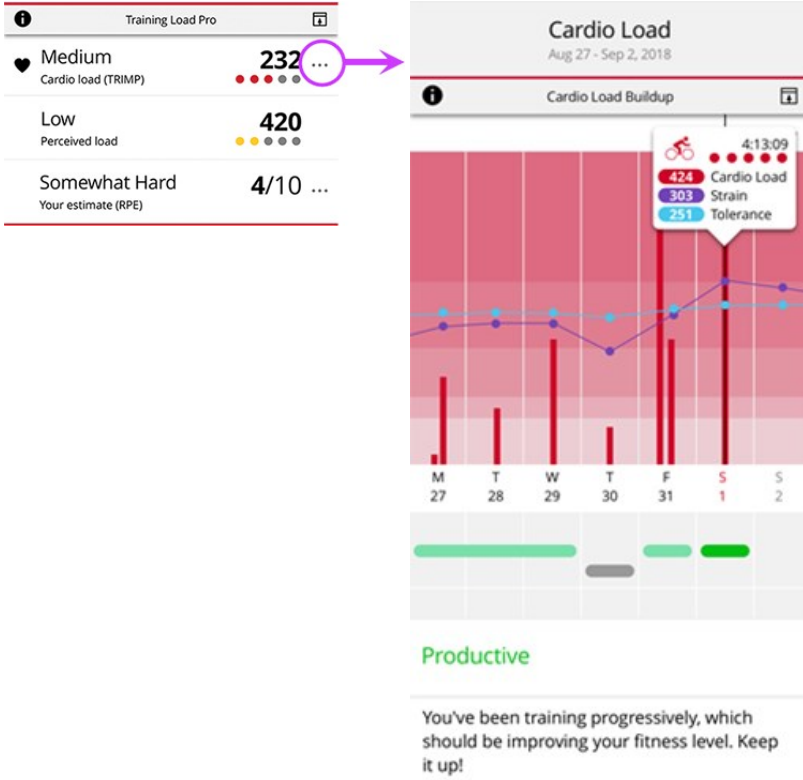 Training Load Pro
Medium
232
Cardio load (TRIMP)
Low
420
Perceived load
Somewhat Hard
4/10
Your estimate (RPE)
Cardio Load
Aug 27 - Sep 2, 2018
Cardio Load Buildup
4:13:09
424 Cardio Load
303 Strain
251 Tolerance
M T W T F S S
27 28 29 30 31 1 2
Productive
You've been training progressively, which
should be improving your fitness level. Keep
it up!